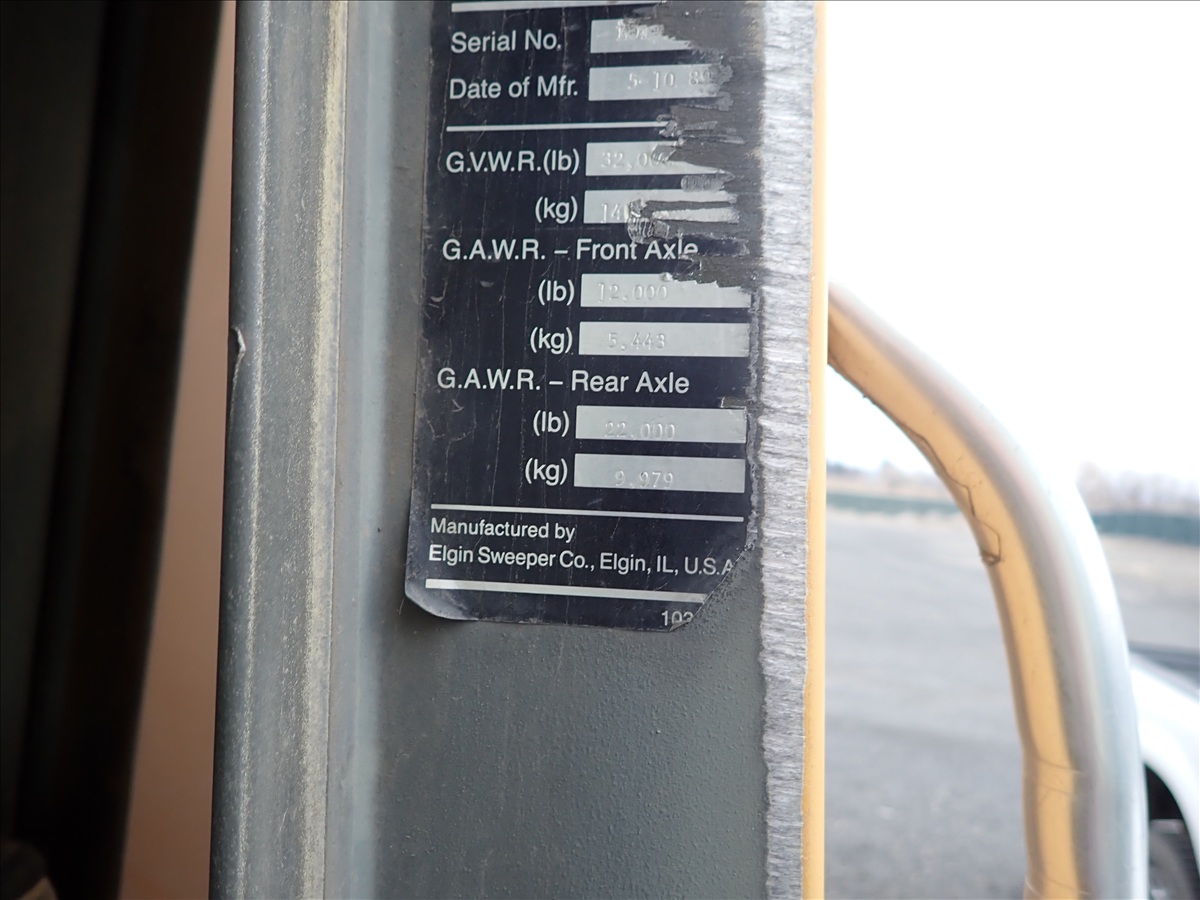 Serial No.
Date of Mfr. 5-10-89
G.V.W.R.(lb)
(kg)
G.A.W.R. – Front Axle
(lb) 12,000
(kg) 5,443
G.A.W.R. – Rear Axle
(lb) 22,000
(kg) 9,979
Manufactured by
Elgin Sweeper Co., Elgin, IL, U.S.A